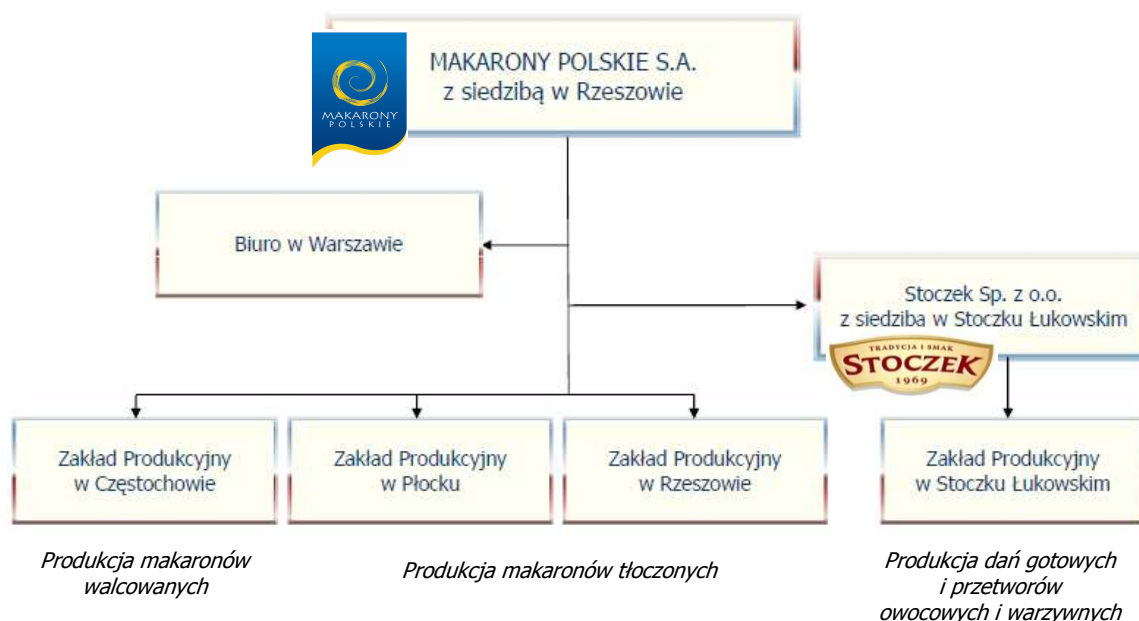 MAKARONY POLSKIE S.A.
z siedzibą w Rzeszowie
MAKARONY
POLSKIE
Biuro w Warszawie
Stoczek Sp. z o.o.
z siedziba w Stoczku Łukowskim
TRADYCJA I SMAK
STOCZEK
1969
Zakład Produkcyjny
w Częstochowie
Zakład Produkcyjny
w Płocku
Zakład Produkcyjny
w Rzeszowie
Zakład Produkcyjny
w Stoczku Łukowskim
Produkcja makaronów
walcowanych
Produkcja makaronów tłoczonych
Produkcja dań gotowych
i przetworów
owocowych i warzywnych